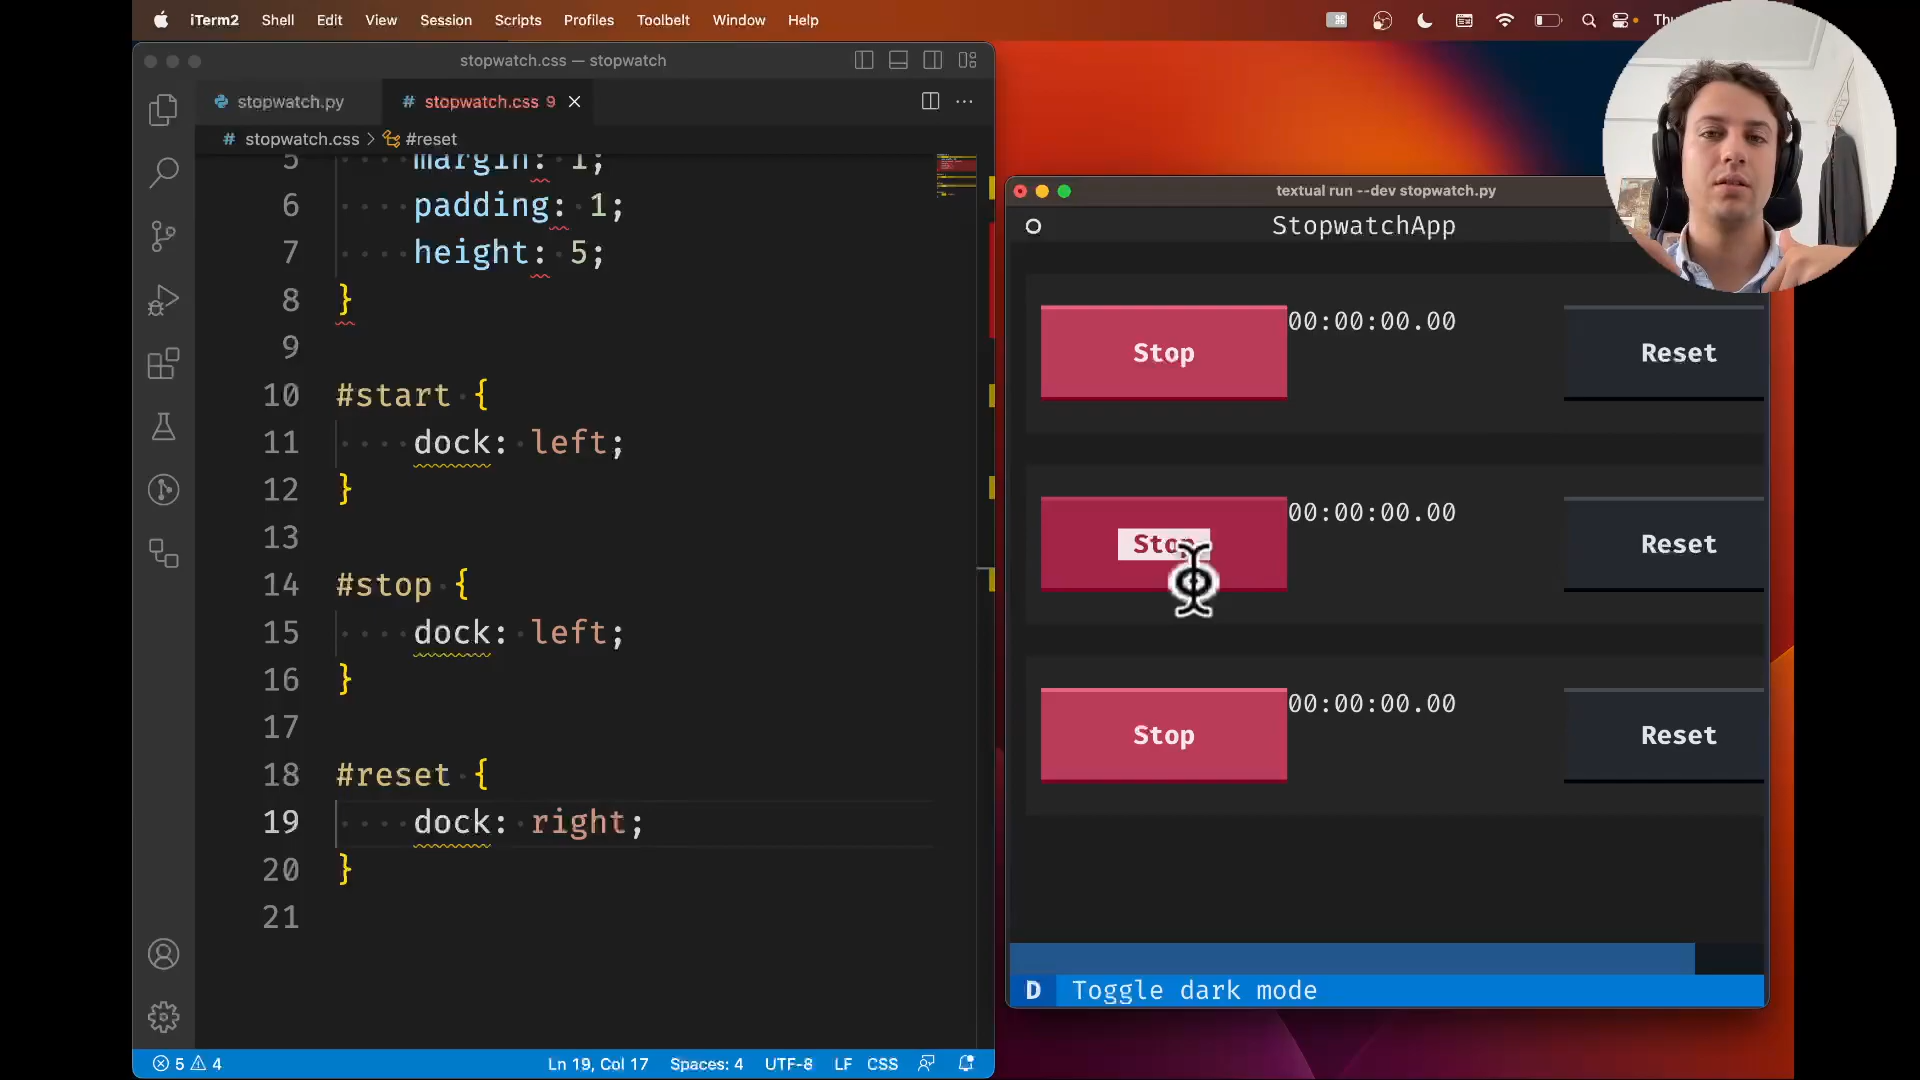 iTerm2 Shell Edit View Session Scripts Profiles Toolbelt Window Help
stopwatch.css — stopwatch
stopwatch.py
# stopwatch.css 9
# stopwatch.css > #reset
5 margin: 1;
6 padding: 1;
7 height: 5;
8 }
9
10 #start {
11 dock: left;
12 }
13
14 #stop {
15 dock: left;
16 }
17
18 #reset {
19 dock: right;
20 }
21
5 4 Ln 19, Col 17 Spaces: 4 UTF-8 LF CSS
textual run --dev stopwatch.py
StopwatchApp
Stop 00:00:00.00 Reset
Stop 00:00:00.00 Reset
Stop 00:00:00.00 Reset
D Toggle dark mode